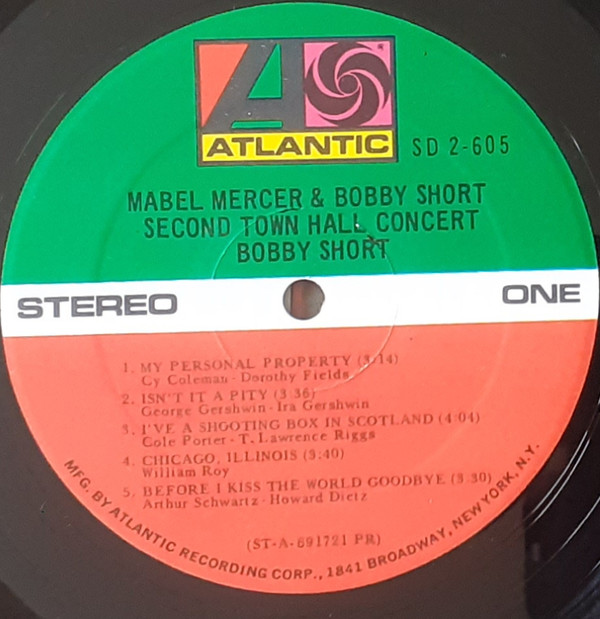 ATLANTIC
SD 2-605
MABEL MERCER & BOBBY SHORT
SECOND TOWN HALL CONCERT
BOBBY SHORT
STEREO
ONE
1. MY PERSONAL PROPERTY (3:14)
Cy Coleman - Dorothy Fields
2. ISN'T IT A PITY (3:36)
George Gershwin - Ira Gershwin
3. I'VE A SHOOTING BOX IN SCOTLAND (4:04)
Cole Porter - T. Lawrence Riggs
4. CHICAGO, ILLINOIS (3:40)
William Roy
5. BEFORE I KISS THE WORLD GOODBYE (3:30)
Arthur Schwartz - Howard Dietz
(ST-A-691721 PR)
MFG. BY ATLANTIC RECORDING CORP., 1841 BROADWAY, NEW YORK, N.Y.